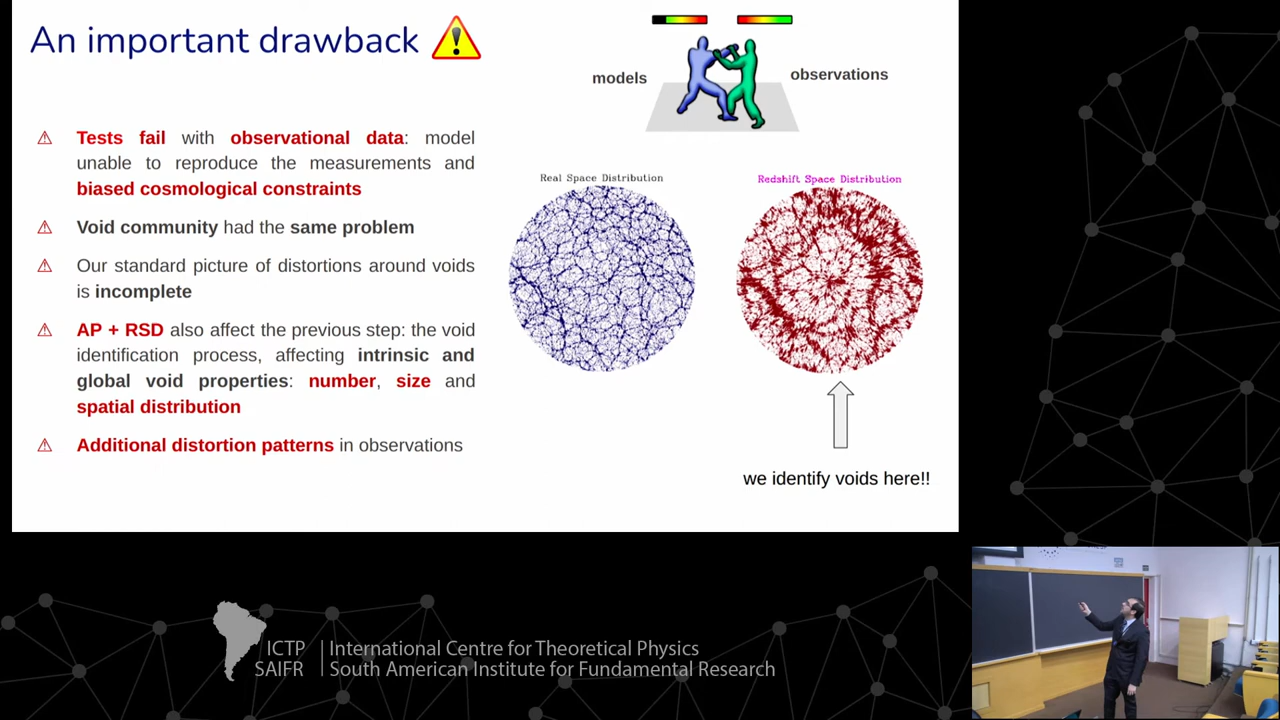 An important drawback
models
observations
Tests fail with observational data: model
unable to reproduce the measurements and
biased cosmological constraints
Void community had the same problem
Our standard picture of distortions around voids
is incomplete
AP + RSD also affect the previous step: the void
identification process, affecting intrinsic and
global void properties: number, size and
spatial distribution
Additional distortion patterns in observations
Real Space Distribution
Redshift Space Distribution
we identify voids here!!
ICTP
SAIFR
International Centre for Theoretical Physics
South American Institute for Fundamental Research